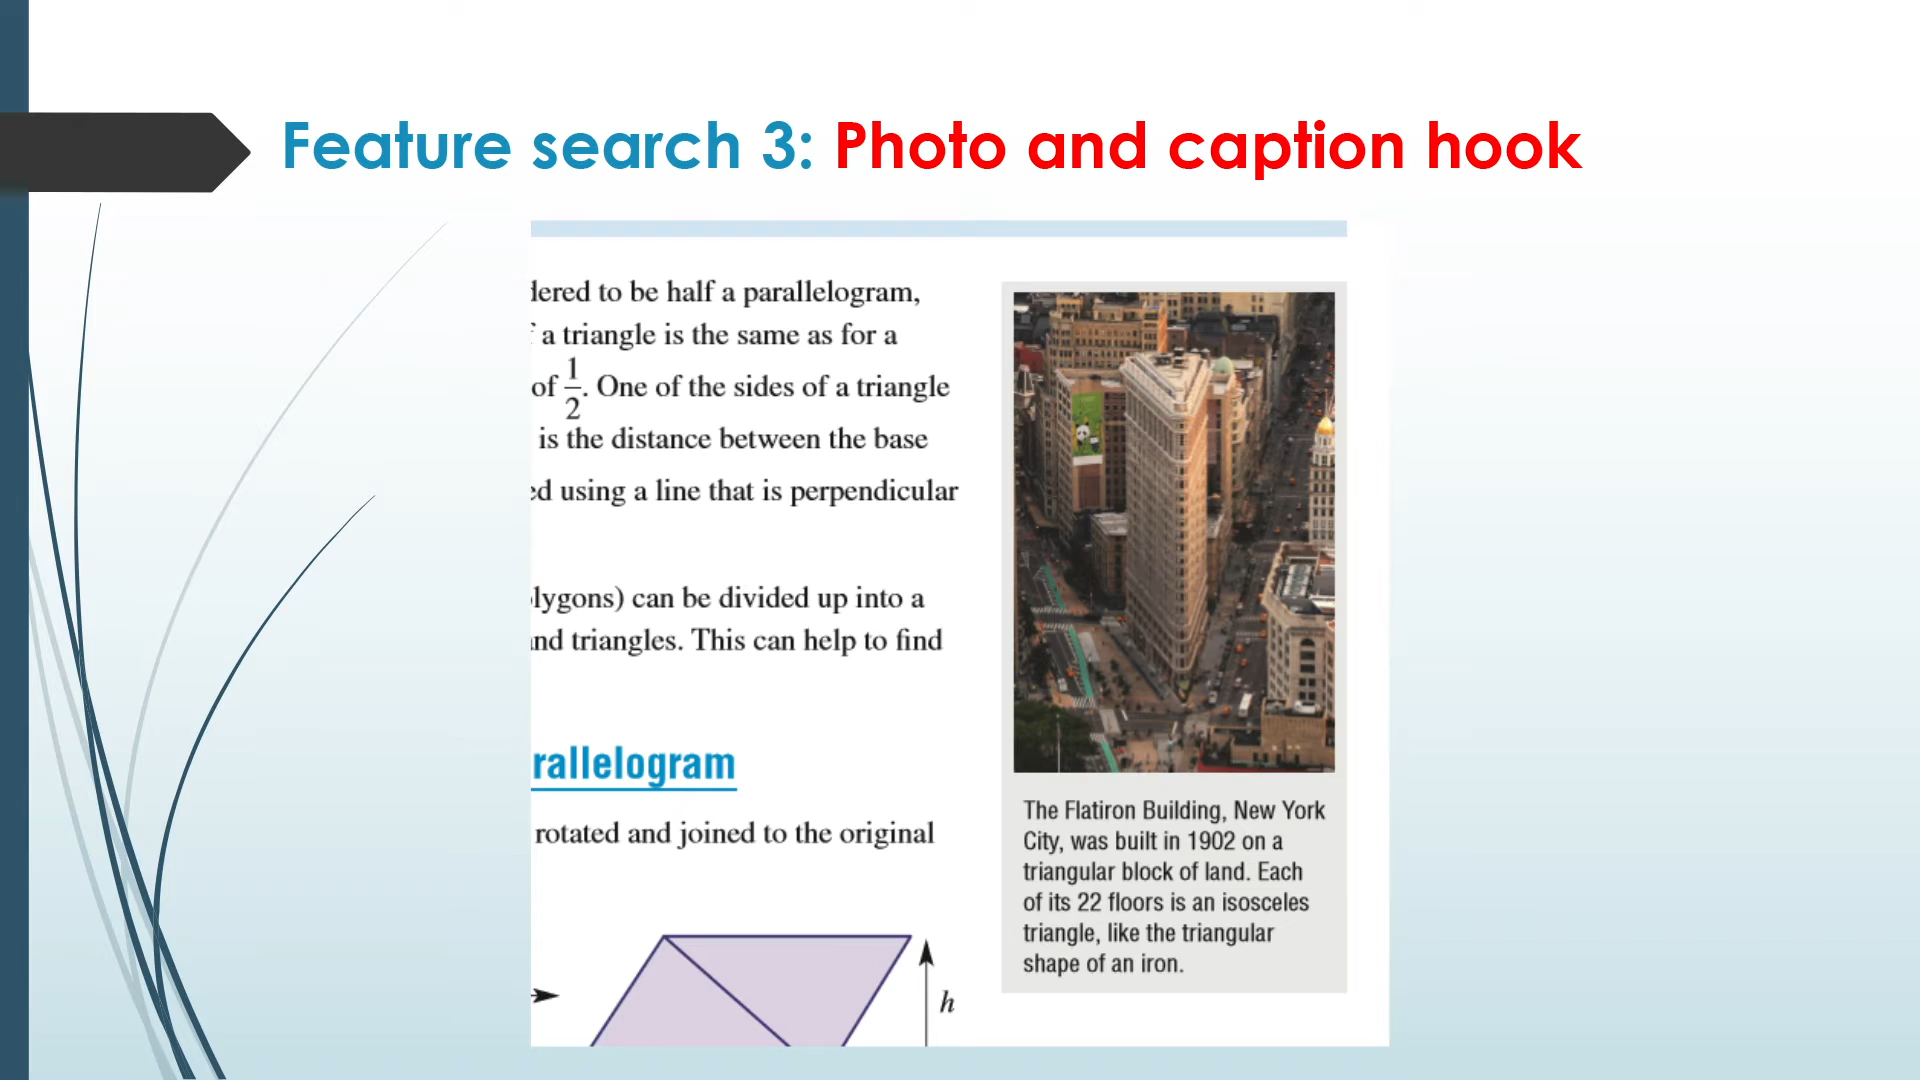 Feature search 3: Photo and caption hook
dered to be half a parallelogram,
a triangle is the same as for a
of 1/2. One of the sides of a triangle
is the distance between the base
ed using a line that is perpendicular
lygons) can be divided up into a
nd triangles. This can help to find
rallelogram
rotated and joined to the original
h
The Flatiron Building, New York
City, was built in 1902 on a
triangular block of land. Each
of its 22 floors is an isosceles
triangle, like the triangular
shape of an iron.